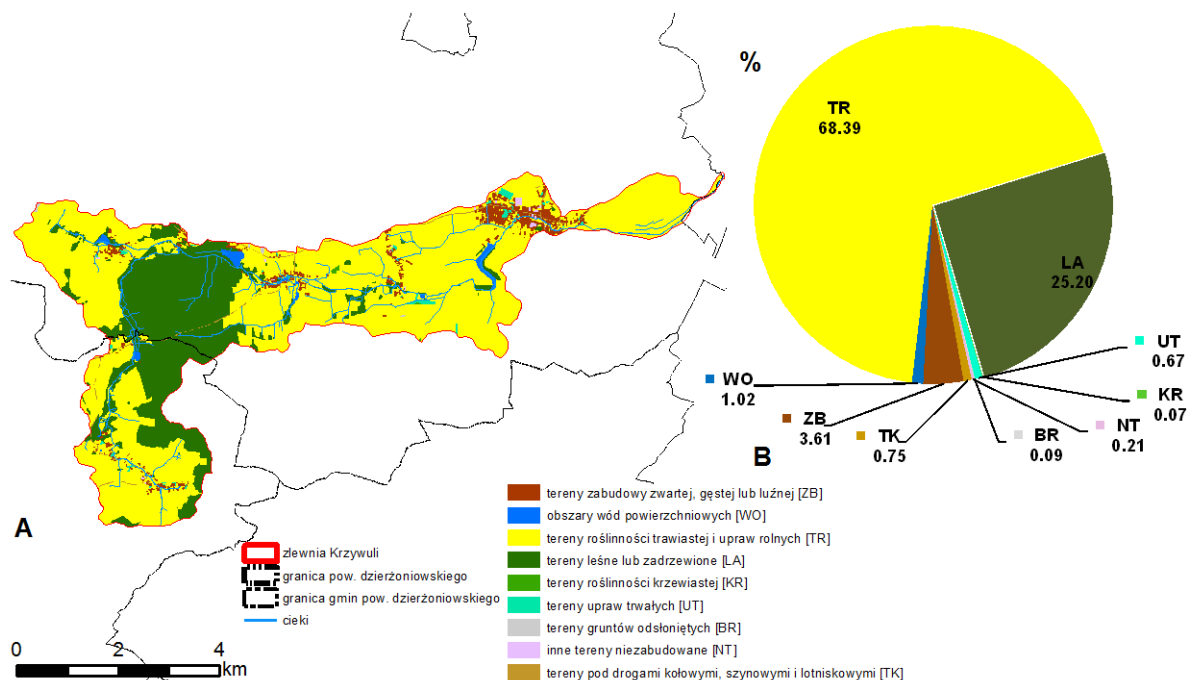 %
TR
68.39
LA
25.20
UT
0.67
KR
0.07
NT
0.21
BR
0.09
TK
0.75
ZB
3.61
WO
1.02
B
A
zlewnia Krzywuli
granica pow. dzierżoniowskiego
granica gmin pow. dzierżoniowskiego
cieki
0 2 4
km
tereny zabudowy zwartej, gęstej lub luźnej [ZB]
obszary wód powierzchniowych [WO]
tereny roślinności trawiastej i upraw rolnych [TR]
tereny leśne lub zadrzewione [LA]
tereny roślinności krzewiastej [KR]
tereny upraw trwałych [UT]
tereny gruntów odsłoniętych [BR]
inne tereny niezabudowane [NT]
tereny pod drogami kołowymi, szynowymi i lotniskowymi [TK]